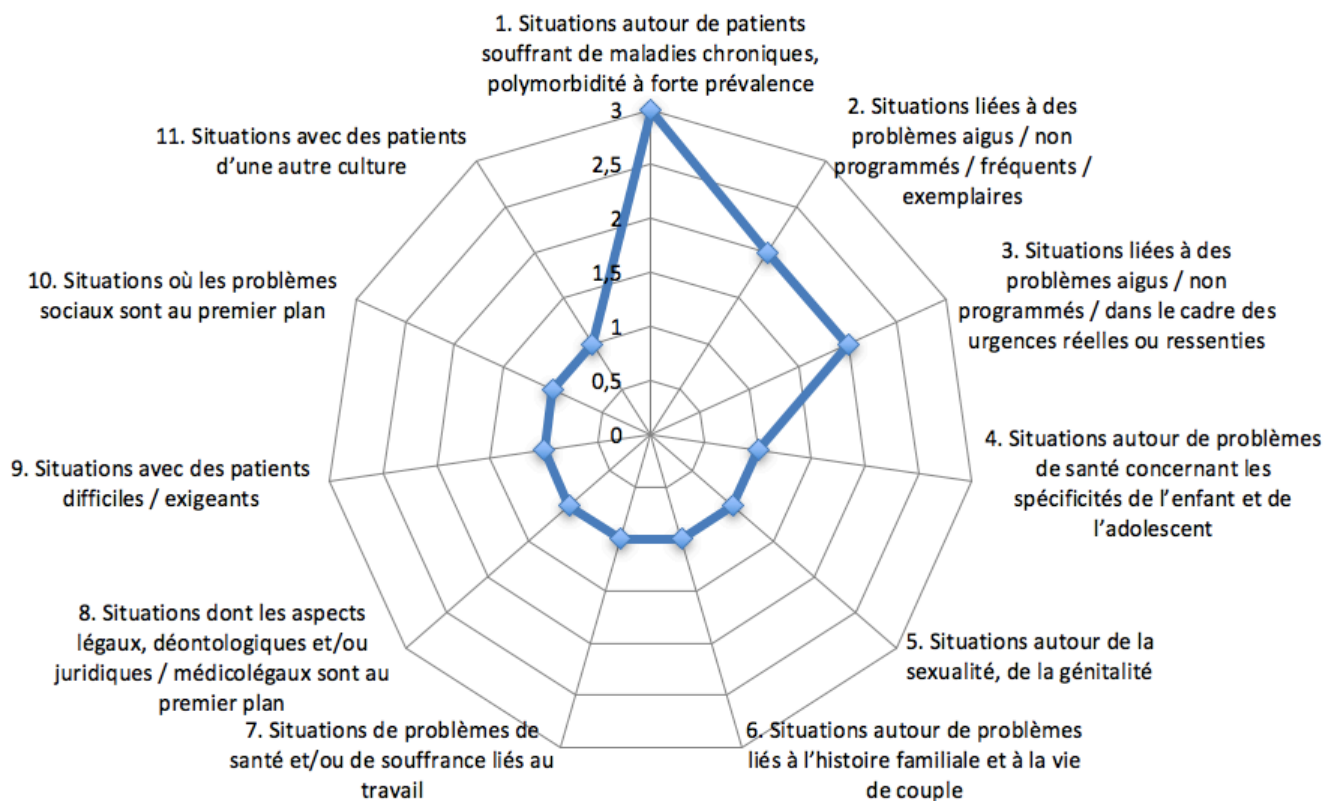 1. Situations autour de patients
souffrant de maladies chroniques,
polymorbidité à forte prévalence
2. Situations liées à des
problèmes aigus / non
programmés / fréquents /
exemplaires
3. Situations liées à des
problèmes aigus / non
programmés / dans le cadre des
urgences réelles ou ressenties
4. Situations autour de problèmes
de santé concernant les
spécificités de l’enfant et de
l’adolescent
5. Situations autour de la
sexualité, de la génitalité
6. Situations autour de problèmes
liés à l’histoire familiale et à la vie
de couple
7. Situations de problèmes de
santé et/ou de souffrance liés au
travail
8. Situations dont les aspects
légaux, déontologiques et/ou
juridiques / médicolégaux sont au
premier plan
9. Situations avec des patients
difficiles / exigeants
10. Situations où les problèmes
sociaux sont au premier plan
11. Situations avec des patients
d’une autre culture
3
2,5
2
1,5
1
0,5
0